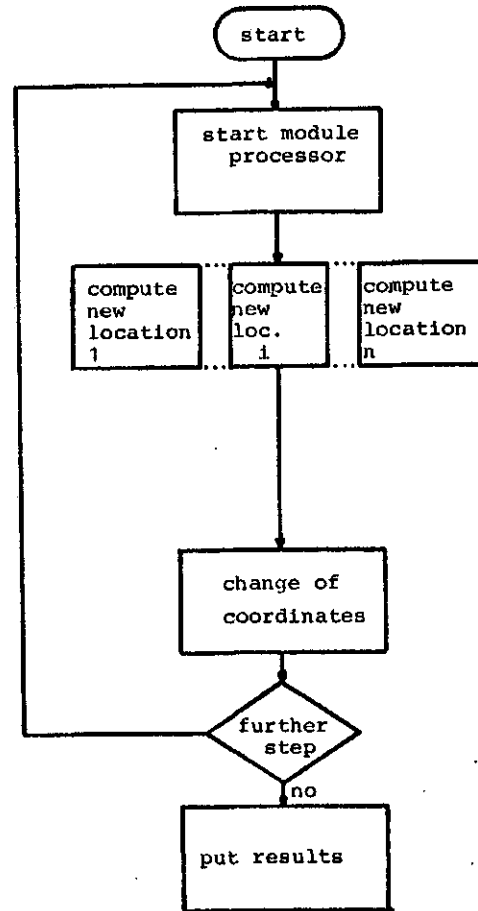 start
start module
processor
compute
new
location
1
compute
new
loc.
i
compute
new
location
n
change of
coordinates
further
step
no
put results